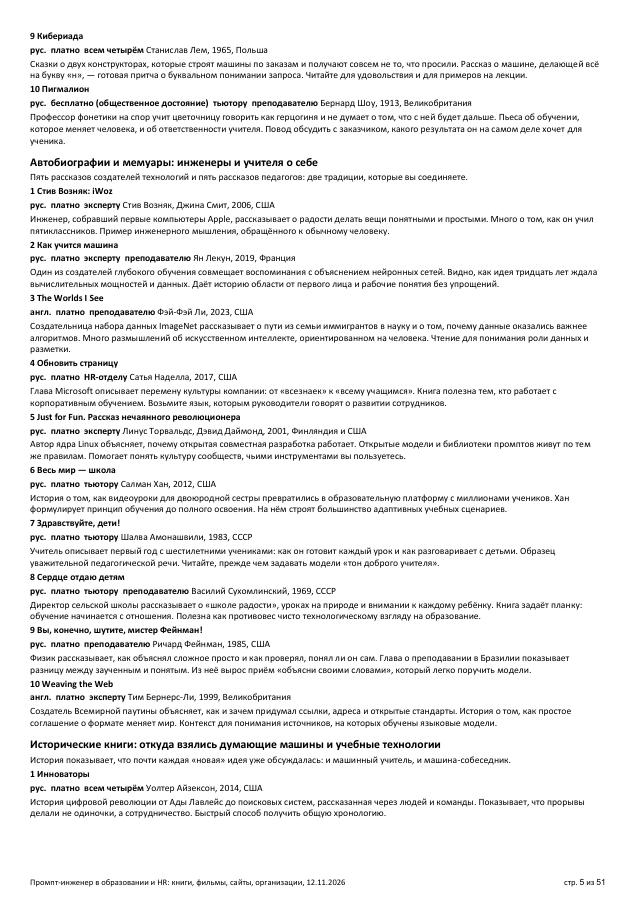 9 Кибериада
рус. платно всем четырём Станислав Лем, 1965, Польша
Сказки о двух конструкторах, которые строят машины по заказам и получают совсем не то, что просили. Рассказ о машине, делающей всё
на букву «н», — готовая притча о буквальном понимании запроса. Читайте для удовольствия и для примеров на лекции.
10 Пигмалион
рус. бесплатно (общественное достояние) тьютору преподавателю Бернард Шоу, 1913, Великобритания
Профессор фонетики на спор учит цветочницу говорить как герцогиня и не думает о том, что с ней будет дальше. Пьеса об обучении,
которое меняет человека, и об ответственности учителя. Повод обсудить с заказчиком, какого результата он на самом деле хочет для
ученика.
Автобиографии и мемуары: инженеры и учителя о себе
Пять рассказов создателей технологий и пять рассказов педагогов: две традиции, которые вы соединяете.
1 Стив Возняк: iWoz
рус. платно эксперту Стив Возняк, Джина Смит, 2006, США
Инженер, собравший первые компьютеры Apple, рассказывает о радости делать вещи понятными и простыми. Много о том, как он учил
пятиклассников. Пример инженерного мышления, обращённого к обычному человеку.
2 Как учится машина
рус. платно эксперту преподавателю Ян Лекун, 2019, Франция
Один из создателей глубокого обучения совмещает воспоминания с объяснением нейронных сетей. Видно, как идея тридцать лет ждала
вычислительных мощностей и данных. Даёт историю области от первого лица и рабочие понятия без упрощений.
3 The Worlds I See
англ. платно преподавателю Фэй-Фэй Ли, 2023, США
Создательница набора данных ImageNet рассказывает о пути из семьи иммигрантов в науку и о том, почему данные оказались важнее
алгоритмов. Много размышлений об искусственном интеллекте, ориентированном на человека. Чтение для понимания роли данных и
разметки.
4 Обновить страницу
рус. платно HR-отделу Сатья Наделла, 2017, США
Глава Microsoft описывает перемену культуры компании: от «всезнаек» к «всему учащимся». Книга полезна тем, кто работает с
корпоративным обучением. Возьмите язык, которым руководители говорят о развитии сотрудников.
5 Just for Fun. Рассказ нечаянного революционера
рус. платно эксперту Линус Торвальдс, Дэвид Даймонд, 2001, Финляндия и США
Автор ядра Linux объясняет, почему открытая совместная разработка работает. Открытые модели и библиотеки промптов живут по тем
же правилам. Помогает понять культуру сообществ, чьими инструментами вы пользуетесь.
6 Весь мир — школа
рус. платно тьютору Салман Хан, 2012, США
История о том, как видеоуроки для двоюродной сестры превратились в образовательную платформу с миллионами учеников. Хан
формулирует принцип обучения до полного освоения. На нём строят большинство адаптивных учебных сценариев.
7 Здравствуйте, дети!
рус. платно тьютору Шалва Амонашвили, 1983, СССР
Учитель описывает первый год с шестилетними учениками: как он готовит каждый урок и как разговаривает с детьми. Образец
уважительной педагогической речи. Читайте, прежде чем задавать модели «тон доброго учителя».
8 Сердце отдаю детям
рус. платно тьютору преподавателю Василий Сухомлинский, 1969, СССР
Директор сельской школы рассказывает о «школе радости», уроках на природе и внимании к каждому ребёнку. Книга задаёт планку:
обучение начинается с отношения. Полезна как противовес чисто технологическому взгляду на образование.
9 Вы, конечно, шутите, мистер Фейнман!
рус. платно преподавателю Ричард Фейнман, 1985, США
Физик рассказывает, как объяснял сложное просто и как проверял, понял ли он сам. Глава о преподавании в Бразилии показывает
разницу между заученным и понятым. Из неё вырос приём «объясни своими словами», который легко поручить модели.
10 Weaving the Web
англ. платно эксперту Тим Бернерс-Ли, 1999, Великобритания
Создатель Всемирной паутины объясняет, как и зачем придумал ссылки, адреса и открытые стандарты. История о том, как простое
соглашение о формате меняет мир. Контекст для понимания источников, на которых обучены языковые модели.
Исторические книги: откуда взялись думающие машины и учебные технологии
История показывает, что почти каждая «новая» идея уже обсуждалась: и машинный учитель, и машина-собеседник.
1 Инноваторы
рус. платно всем четырём Уолтер Айзексон, 2014, США
История цифровой революции от Ады Лавлейс до поисковых систем, рассказанная через людей и команды. Показывает, что прорывы
делали не одиночки, а сотрудничество. Быстрый способ получить общую хронологию.
Промпт-инженер в образовании и HR: книги, фильмы, сайты, организации, 12.11.2026 стр. 5 из 51